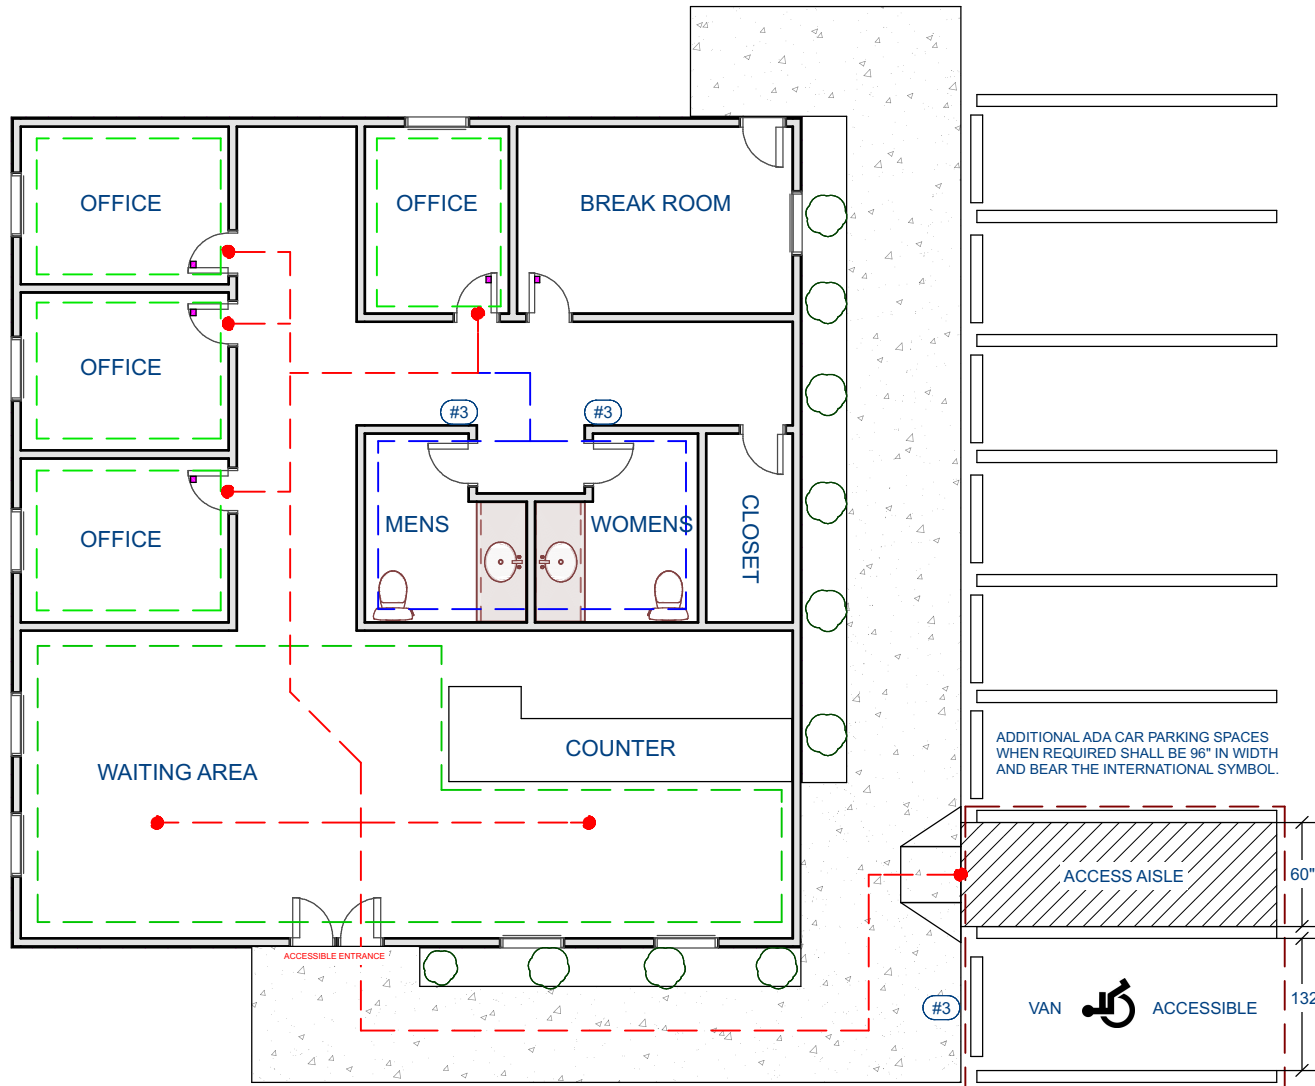 OFFICE
OFFICE
BREAK ROOM
OFFICE
#3
#3
OFFICE
MENS
WOMENS
CLOSET
ADDITIONAL ADA CAR PARKING SPACES
WHEN REQUIRED SHALL BE 96" IN WIDTH
AND BEAR THE INTERNATIONAL SYMBOL.
COUNTER
WAITING AREA
ACCESS AISLE
60"
ACCESSIBLE ENTRANCE
#3
VAN
ACCESSIBLE
132